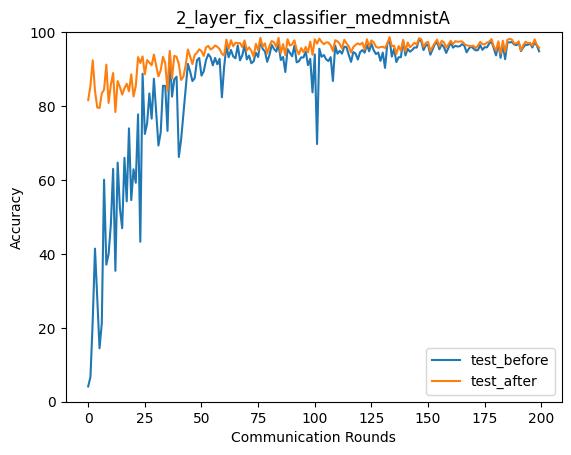 2_layer_fix_classifier_medmnistA
100
80
60
40
20
0
Accuracy
0 25 50 75 100 125 150 175 200
Communication Rounds
test_before
test_after